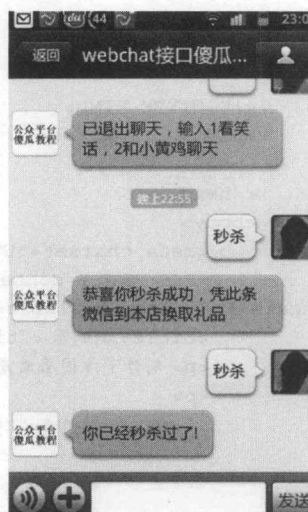 (44
23:0
返回
webchat接口傻瓜...
公众平台
傻瓜教程
已退出聊天，输入1看笑
话，2和小黄鸡聊天
晚上22:55
秒杀
公众平台
傻瓜教程
恭喜你秒杀成功，凭此条
微信到本店换取礼品
秒杀
公众平台
傻瓜教程
你已经秒杀过了!
发送